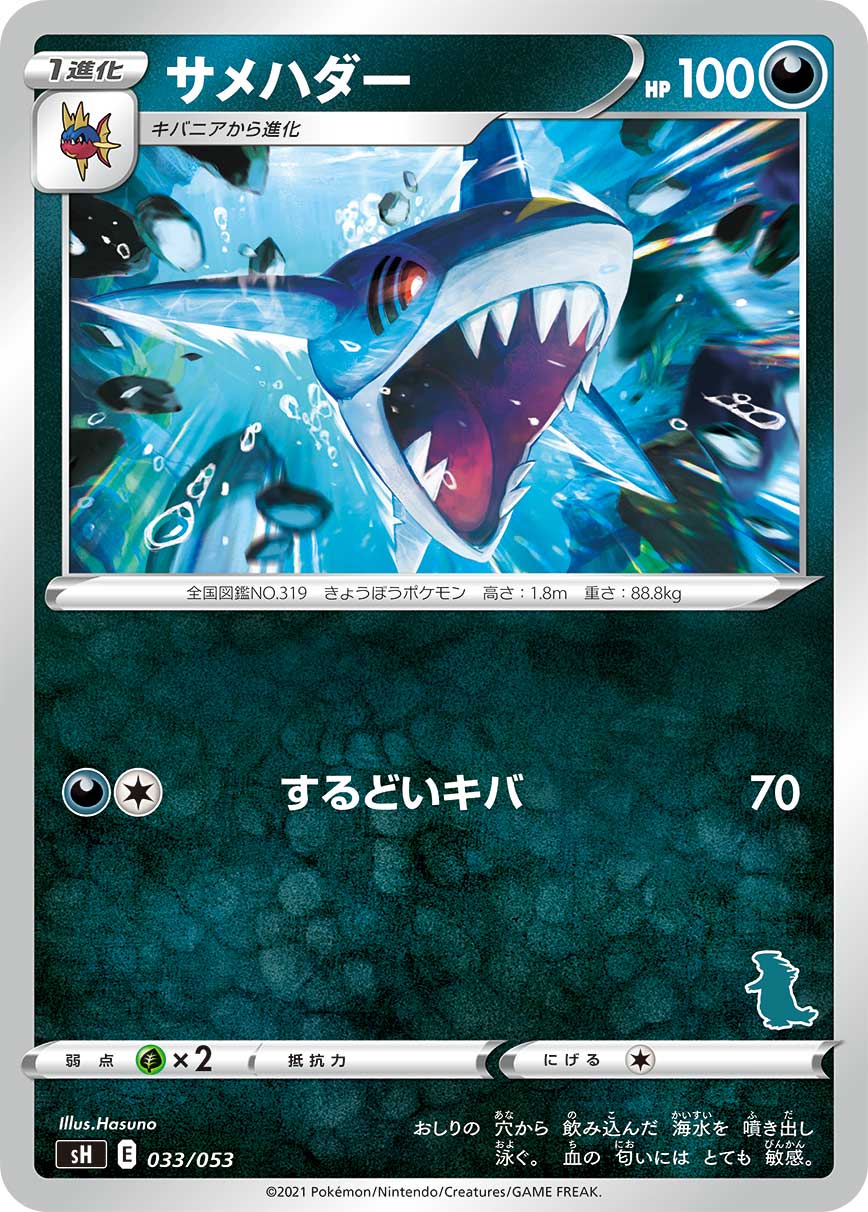 1進化
サメハダー
HP 100
キバニアから進化
全国図鑑NO.319 きょうぼうポケモン 高さ:1.8m 重さ:88.8kg
するどいキバ 70
弱点 ×2 抵抗力 にげる
Illus.Hasuno
sH E 033/053
おしりの 穴から 飲み込んだ 海水を 噴き出し
泳ぐ。 血の 匂いには とても 敏感。
©2021 Pokémon/Nintendo/Creatures/GAME FREAK.